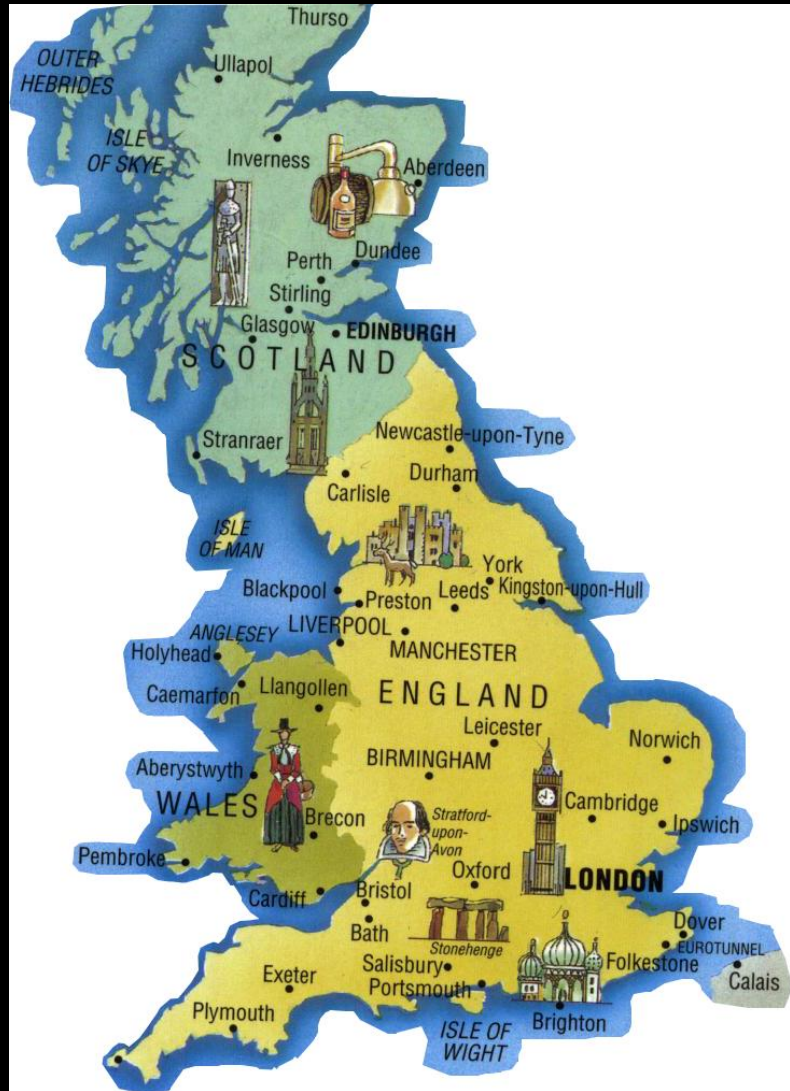 Thurso
OUTER
HEBRIDES
Ullapol
ISLE
OF SKYE
Inverness
Aberdeen
Dundee
Perth
Stirling
Glasgow
EDINBURGH
SCOTLAND
Stranraer
Newcastle-upon-Tyne
Durham
Carlisle
ISLE
OF MAN
York
Blackpool
Leeds
Kingston-upon-Hull
Preston
LIVERPOOL
ANGLESEY
MANCHESTER
Holyhead
Caemarfon
Llangollen
ENGLAND
Leicester
Norwich
BIRMINGHAM
Aberystwyth
WALES
Brecon
Stratford-
upon-
Avon
Cambridge
Ipswich
Pembroke
Oxford
LONDON
Cardiff
Bristol
Bath
Stonehenge
Dover
EUROTUNNEL
Folkestone
Salisbury
Calais
Exeter
Portsmouth
Plymouth
Brighton
ISLE OF
WIGHT